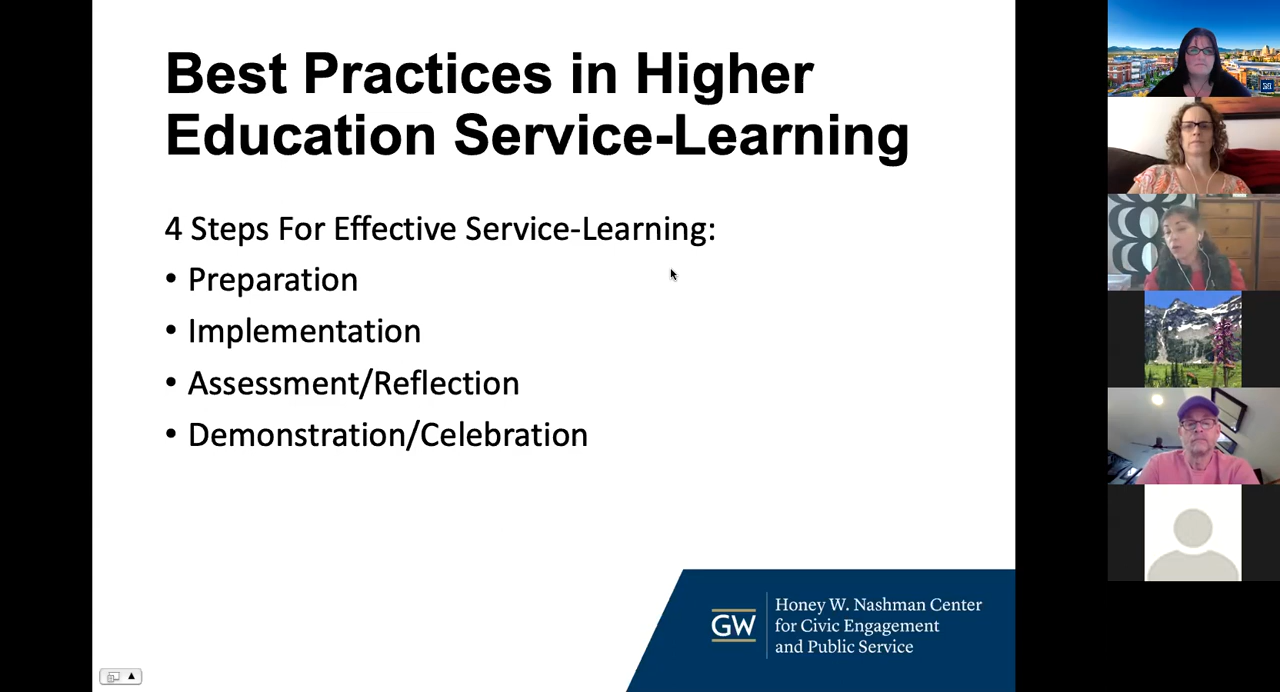 Best Practices in Higher
Education Service-Learning
4 Steps For Effective Service-Learning:
• Preparation
• Implementation
• Assessment/Reflection
• Demonstration/Celebration
GW
Honey W. Nashman Center
for Civic Engagement
and Public Service